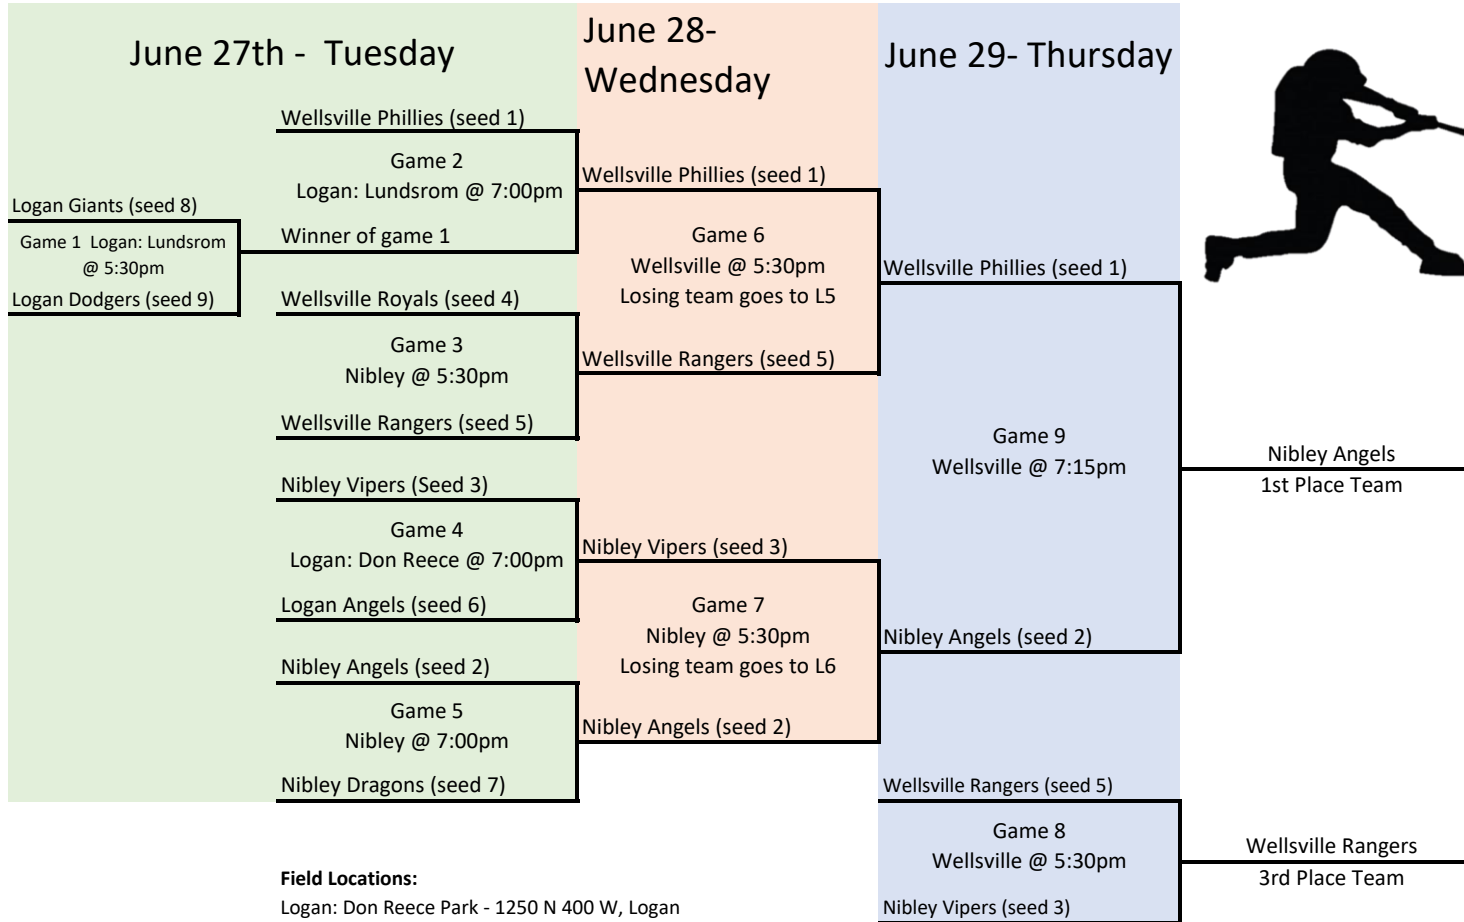 June 27th -  Tuesday
June 28-
Wednesday
June 29- Thursday
Wellsville Phillies (seed 1)
Game 2
Logan: Lundsrom @ 7:00pm
Winner of game 1
Logan Giants (seed 8)
Game 1  Logan: Lundsrom
@ 5:30pm
Logan Dodgers (seed 9)
Wellsville Royals (seed 4)
Game 3
Nibley @ 5:30pm
Wellsville Rangers (seed 5)
Nibley Vipers (Seed 3)
Game 4
Logan: Don Reece @ 7:00pm
Logan Angels (seed 6)
Nibley Angels (seed 2)
Game 5
Nibley @ 7:00pm
Nibley Dragons (seed 7)
Wellsville Phillies (seed 1)
Game 6
Wellsville @ 5:30pm
Losing team goes to L5
Wellsville Rangers (seed 5)
Nibley Vipers (seed 3)
Game 7
Nibley @ 5:30pm
Losing team goes to L6
Nibley Angels (seed 2)
Wellsville Phillies (seed 1)
Game 9
Wellsville @ 7:15pm
Nibley Angels (seed 2)
Nibley Angels
1st Place Team
Wellsville Rangers (seed 5)
Game 8
Wellsville @ 5:30pm
Nibley Vipers (seed 3)
Wellsville Rangers
3rd Place Team
Field Locations:
Logan: Don Reece Park - 1250 N 400 W, Logan